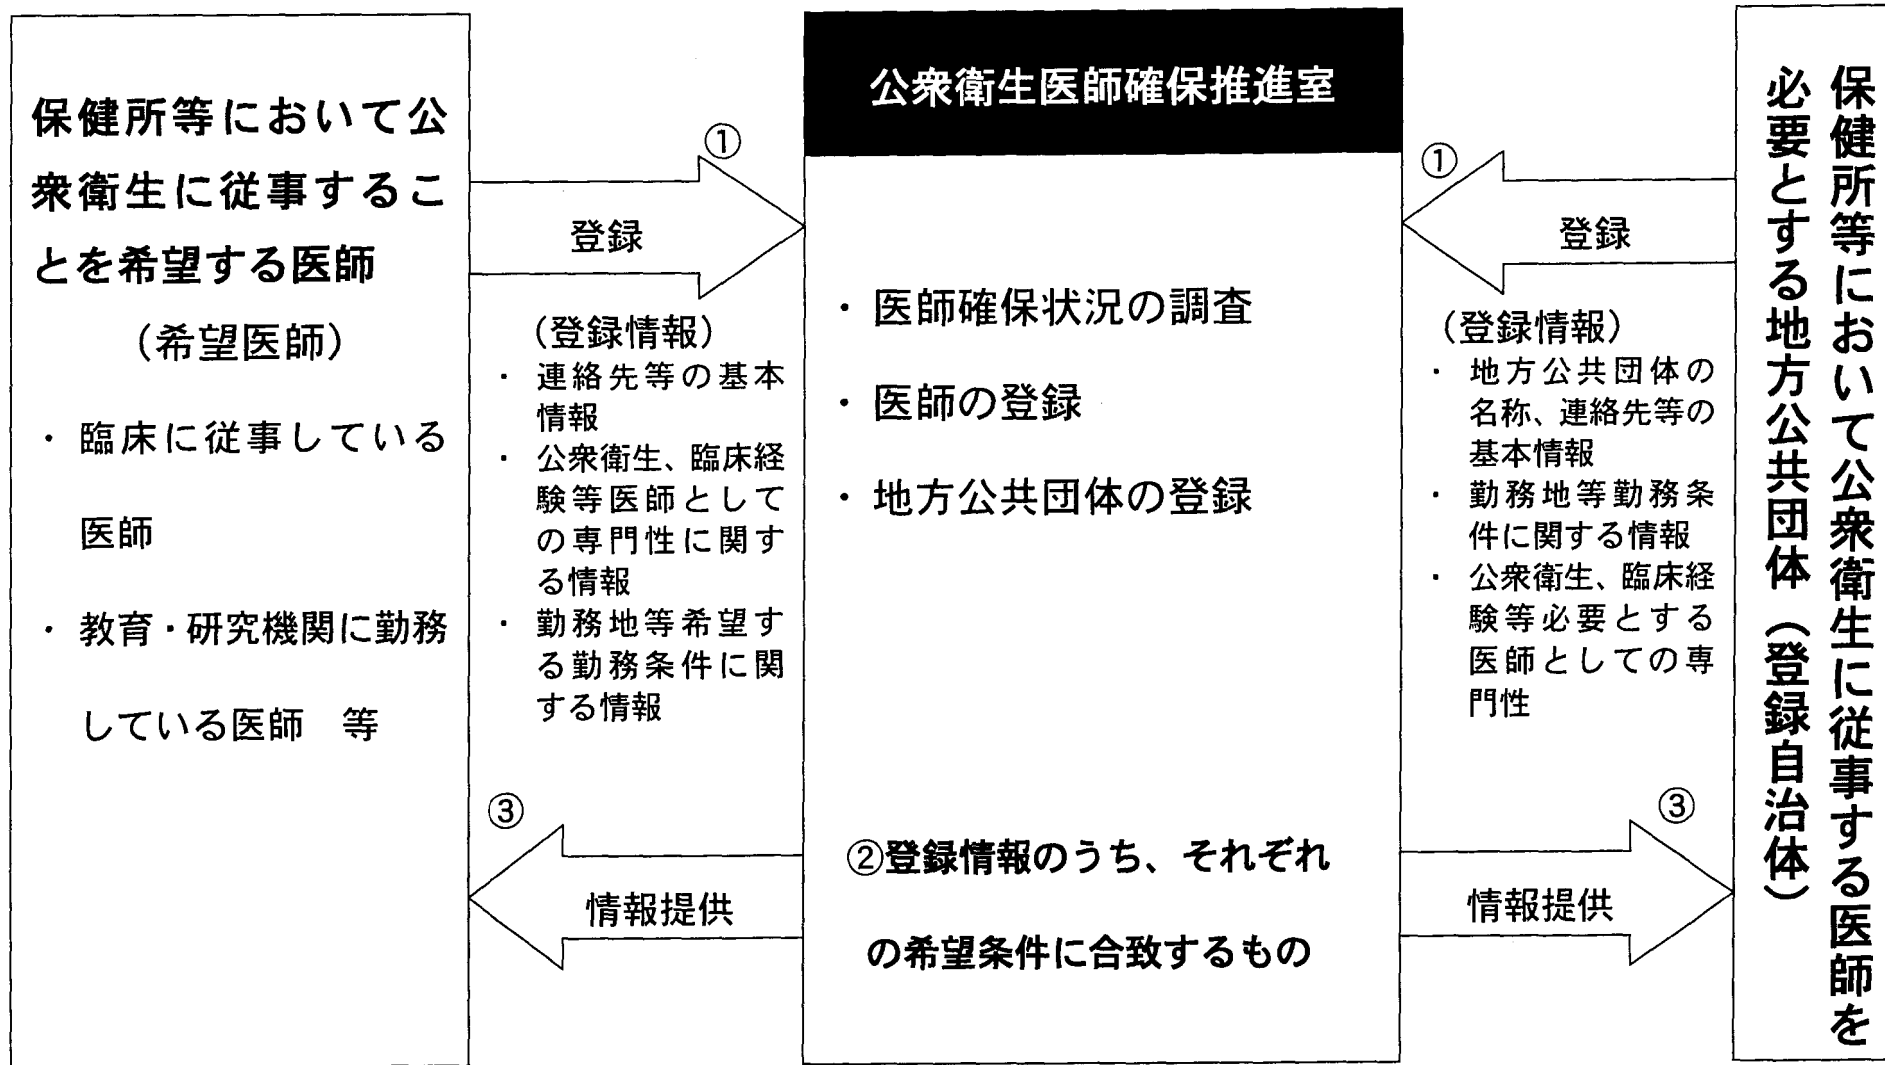 保健所等において公
衆衛生に従事するこ
とを希望する医師
（希望医師）
・ 臨床に従事している
医師
・ 教育・研究機関に勤務
している医師　等
①
登録
（登録情報）
・ 連絡先等の基本
情報
・ 公衆衛生、臨床経
験等医師として
の専門性に関す
る情報
・ 勤務地等希望す
る勤務条件に関
する情報
③
情報提供
公衆衛生医師確保推進室
・ 医師確保状況の調査
・ 医師の登録
・ 地方公共団体の登録
②登録情報のうち、それぞれ
の希望条件に合致するもの
①
登録
（登録情報）
・ 地方公共団体の
名称、連絡先等の
基本情報
・ 勤務地等勤務条
件に関する情報
・ 公衆衛生、臨床経
験等必要とする
医師としての専
門性
③
情報提供
保健所等において公衆衛生に従事する医師を
必要とする地方公共団体（登録自治体）